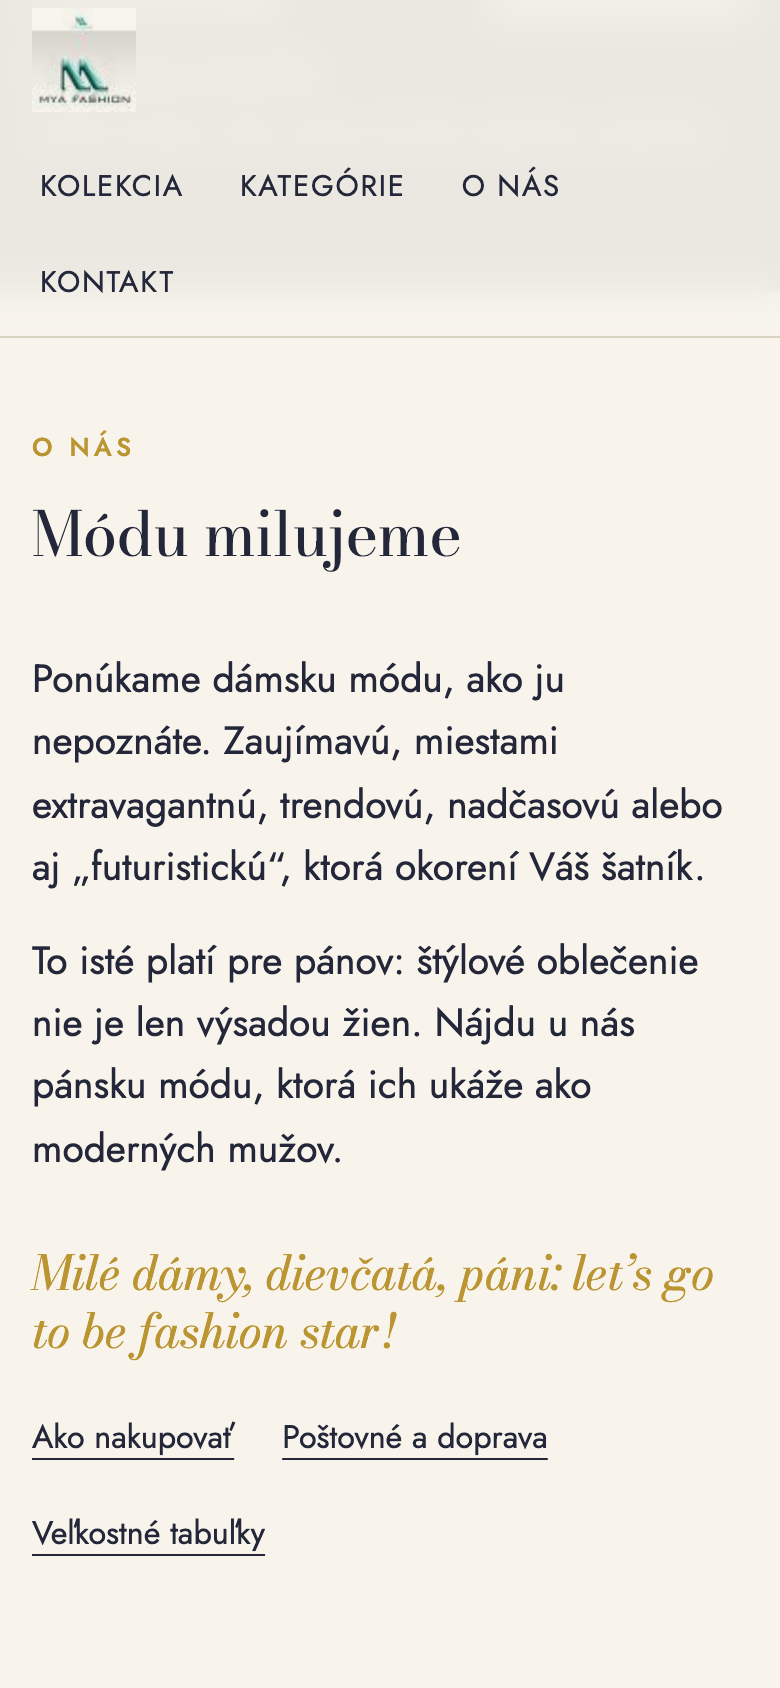 MYA FASHION
KOLEKCIA KATEGÓRIE O NÁS
KONTAKT
O NÁS
Módu milujeme
Ponúkame dámsku módu, ako ju
nepoznáte. Zaujímavú, miestami
extravagantnú, trendovú, nadčasovú alebo
aj „futuristickú“, ktorá okorení Váš šatník.
To isté platí pre pánov: štýlové oblečenie
nie je len výsadou žien. Nájdu u nás
pánsku módu, ktorá ich ukáže ako
moderných mužov.
Milé dámy, dievčatá, páni: let’s go
to be fashion star!
Ako nakupovať Poštovné a doprava
Veľkostné tabuľky